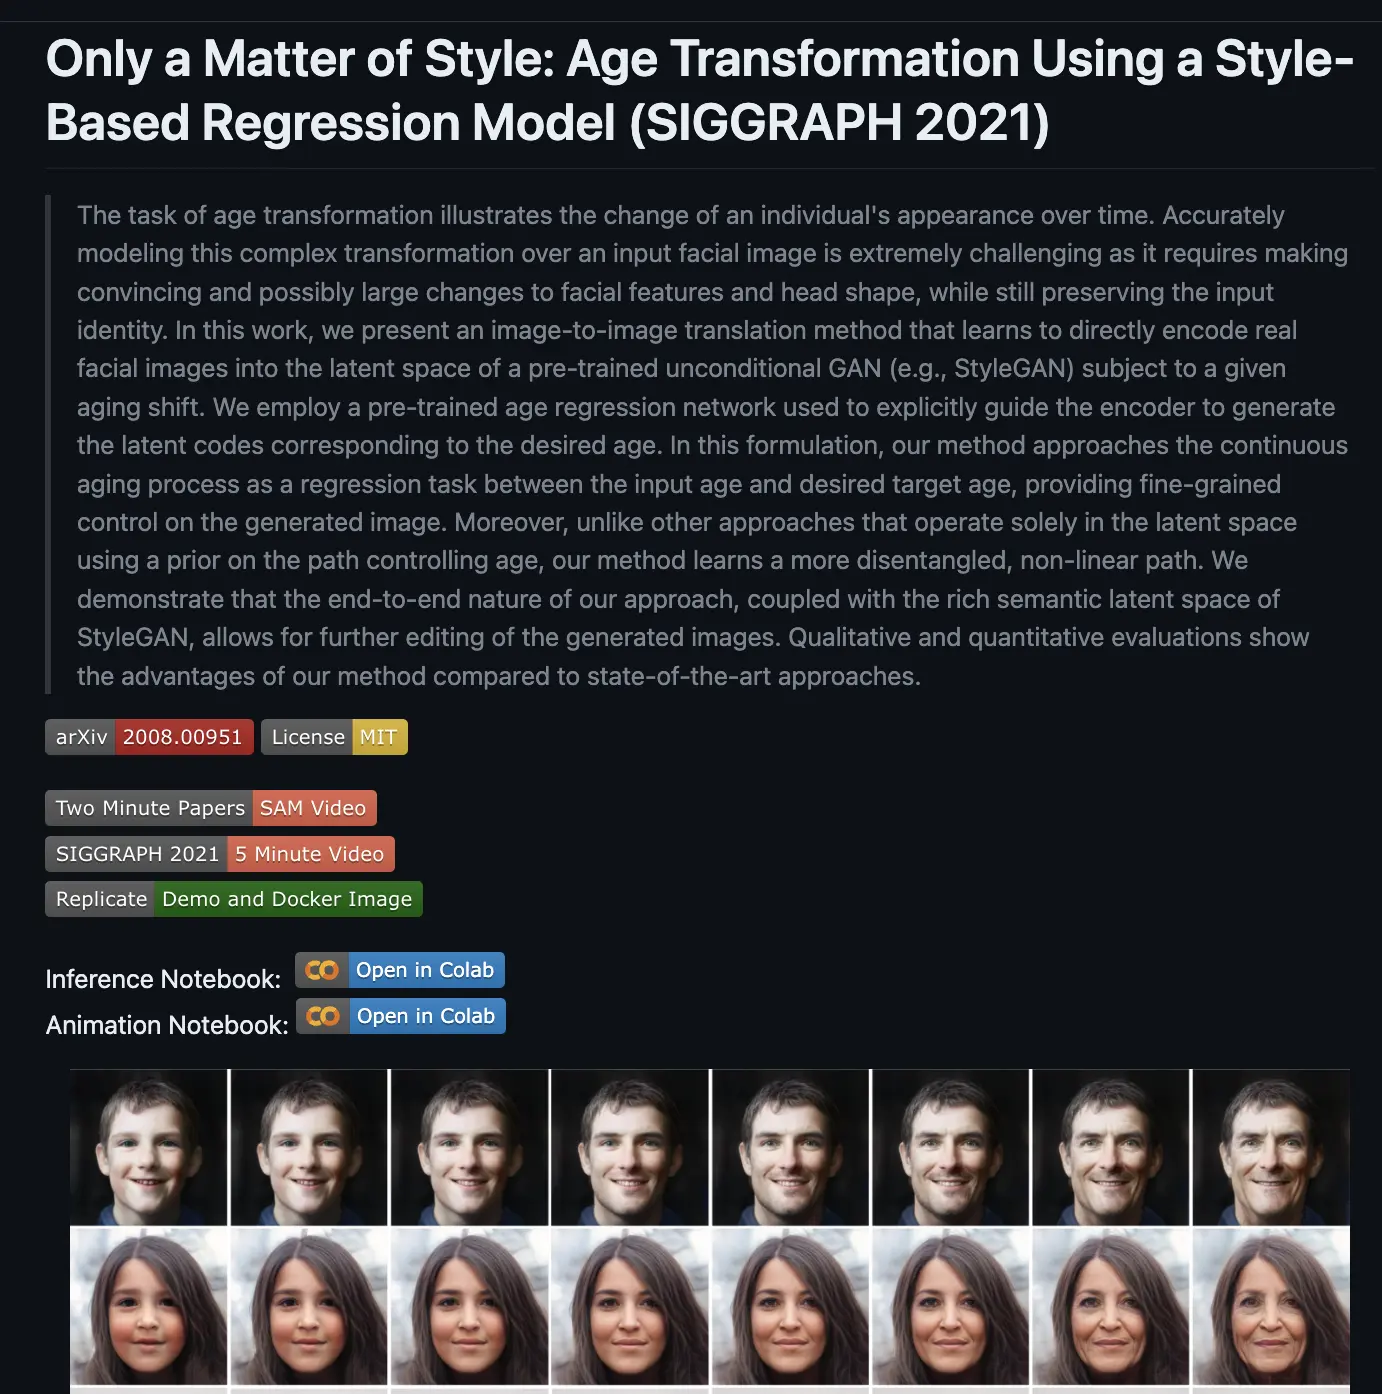 Only a Matter of Style: Age Transformation Using a Style-
Based Regression Model (SIGGRAPH 2021)
The task of age transformation illustrates the change of an individual's appearance over time. Accurately
modeling this complex transformation over an input facial image is extremely challenging as it requires making
convincing and possibly large changes to facial features and head shape, while still preserving the input
identity. In this work, we present an image-to-image translation method that learns to directly encode real
facial images into the latent space of a pre-trained unconditional GAN (e.g., StyleGAN) subject to a given
aging shift. We employ a pre-trained age regression network used to explicitly guide the encoder to generate
the latent codes corresponding to the desired age. In this formulation, our method approaches the continuous
aging process as a regression task between the input age and desired target age, providing fine-grained
control on the generated image. Moreover, unlike other approaches that operate solely in the latent space
using a prior on the path controlling age, our method learns a more disentangled, non-linear path. We
demonstrate that the end-to-end nature of our approach, coupled with the rich semantic latent space of
StyleGAN, allows for further editing of the generated images. Qualitative and quantitative evaluations show
the advantages of our method compared to state-of-the-art approaches.
arXiv 2008.00951 License MIT
Two Minute Papers SAM Video
SIGGRAPH 2021 5 Minute Video
Replicate Demo and Docker Image
Inference Notebook: Open in Colab
Animation Notebook: Open in Colab